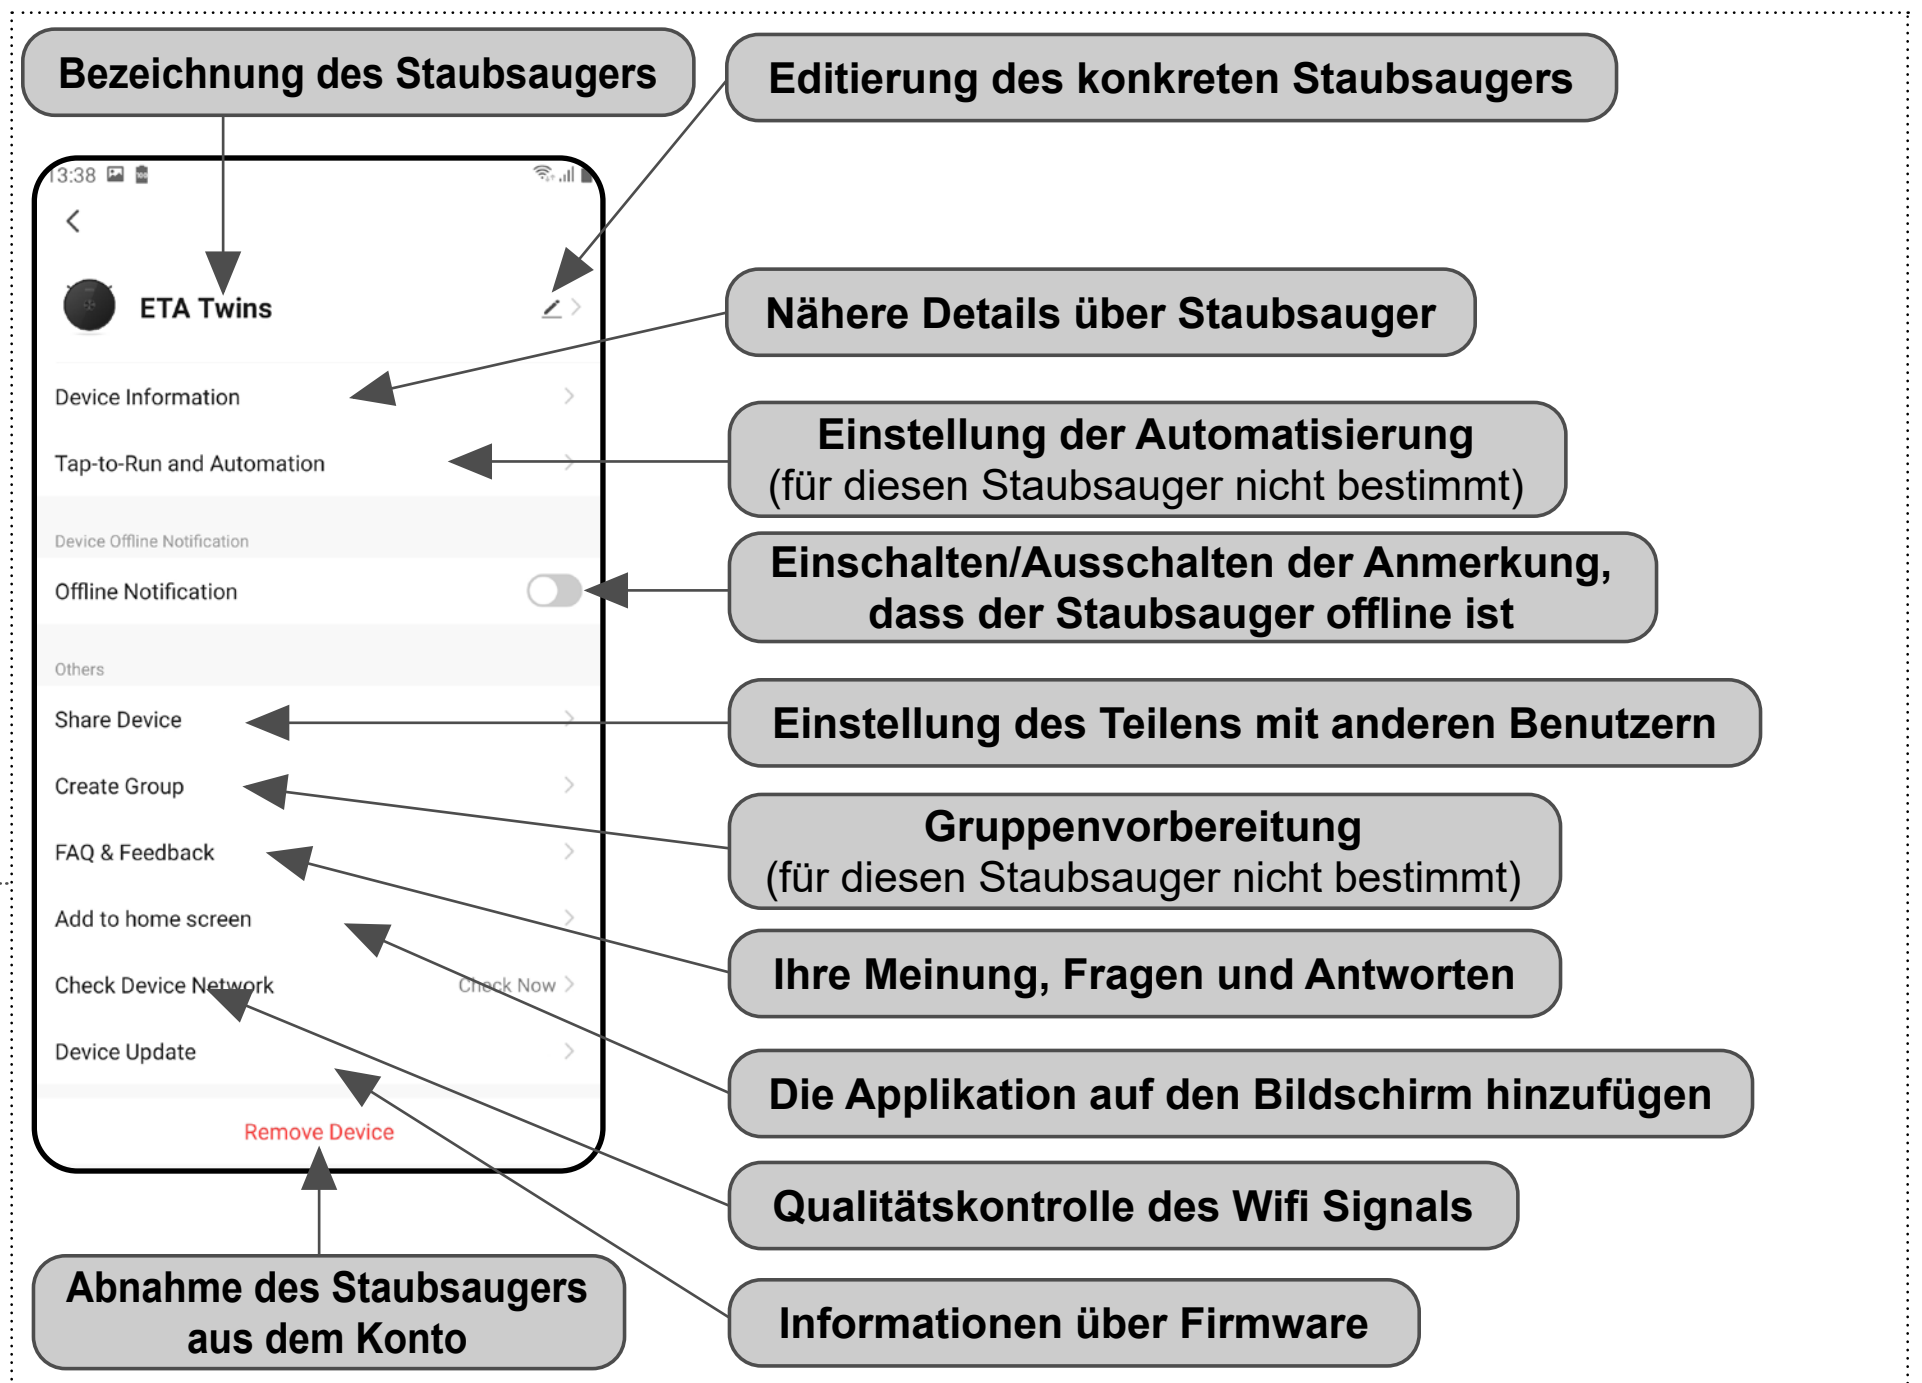 Bezeichnung des Staubsaugers
Editierung des konkreten Staubsaugers
13:38
ETA Twins
Nähere Details über Staubsauger
Device Information
Einstellung der Automatisierung
(für diesen Staubsauger nicht bestimmt)
Tap-to-Run and Automation
Device Offline Notification
Einschalten/Ausschalten der Anmerkung,
dass der Staubsauger offline ist
Offline Notification
Others
Share Device
Einstellung des Teilens mit anderen Benutzern
Create Group
Gruppenvorbereitung
(für diesen Staubsauger nicht bestimmt)
FAQ & Feedback
Add to home screen
Ihre Meinung, Fragen und Antworten
Check Device Network
Check Now
Device Update
Die Applikation auf den Bildschirm hinzufügen
Remove Device
Qualitätskontrolle des Wifi Signals
Abnahme des Staubsaugers
aus dem Konto
Informationen über Firmware